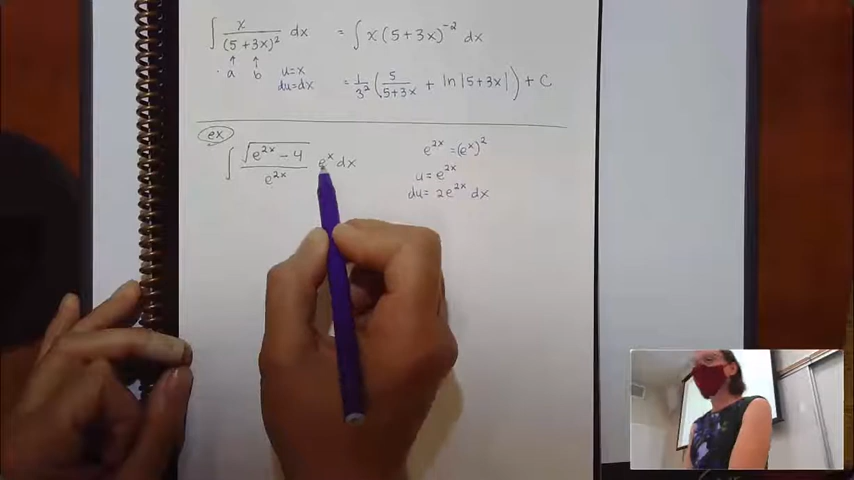 ∫ x/(5+3x)² dx = ∫ x(5+3x)⁻² dx
↑ ↑
a b u=x
du=dx = 1/3² (5/(5+3x) + ln|5+3x|) + C
ex
∫ √(e²ˣ − 4)/e²ˣ eˣ dx e²ˣ = (eˣ)²
u = e²ˣ
du = 2e²ˣ dx